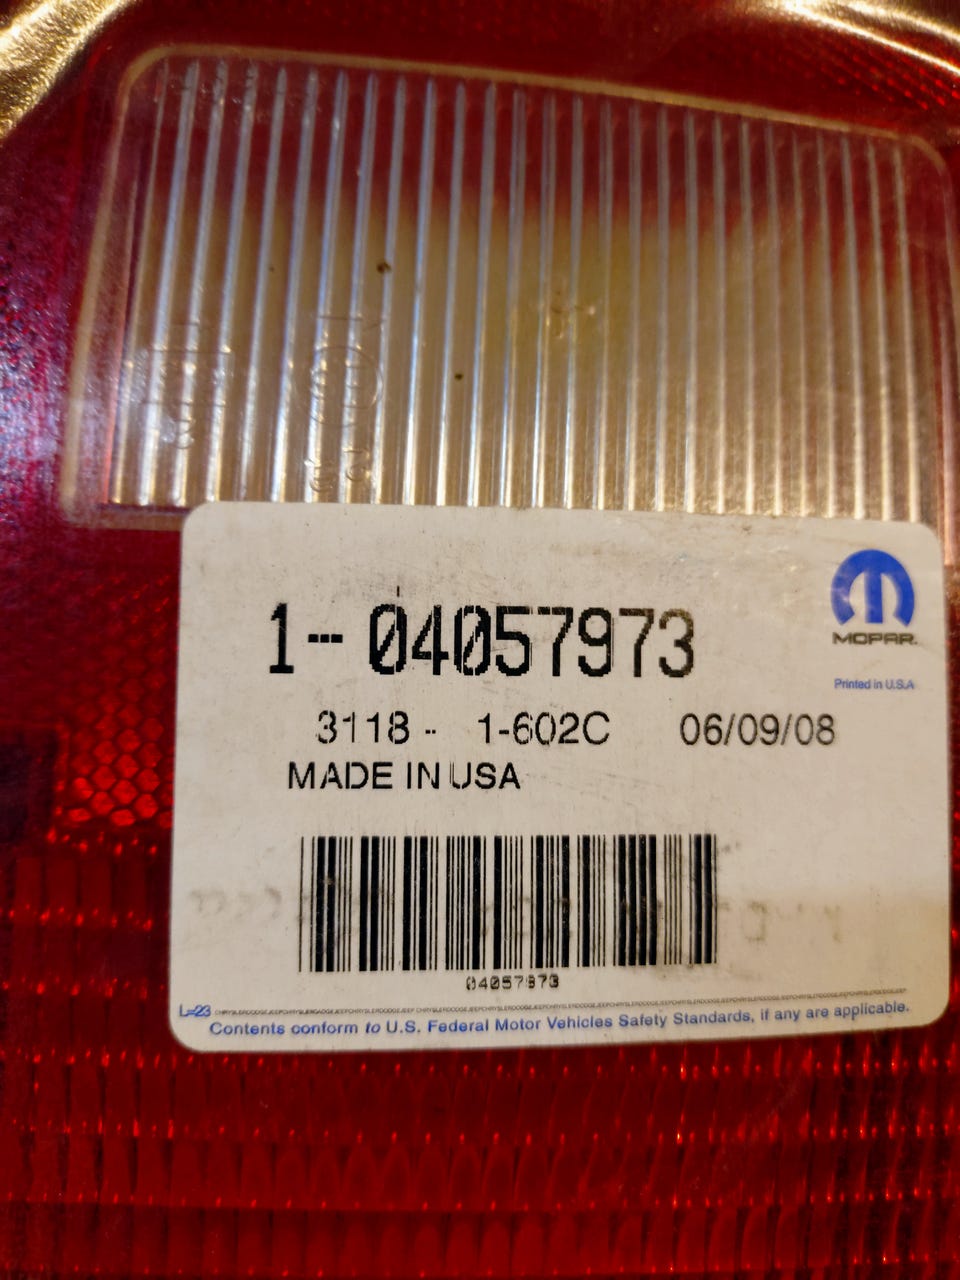 1-- 04057973
MOPAR.
Printed in U.S.A
3118 - 1-602C 06/09/08
MADE IN USA
04057973
L=23
Contents conform to U.S. Federal Motor Vehicles Safety Standards, if any are applicable.